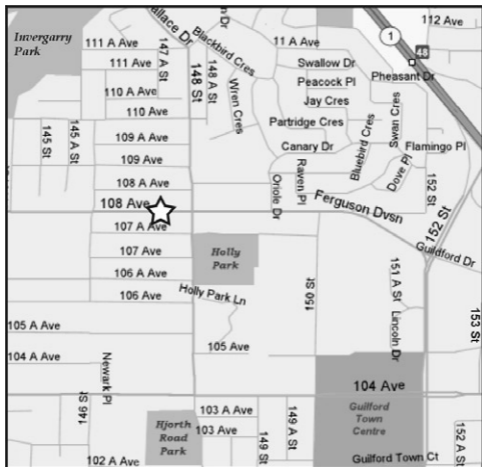 Invergarry
Park
111 A Ave
111 Ave
110 A Ave
110 Ave
147 A St
Wallace Dr
148 St
148 A St
Blackbird Cres
Wren Cres
11 A Ave
Swallow Dr
Peacock Pl
Jay Cres
Partridge Cres
Canary Dr
112 Ave
1
48
Pheasant Dr
Swan Cres
Flamingo Pl
Bluebird Cres
Dove Pl
152 St
145 St
145 A St
109 A Ave
109 Ave
108 A Ave
108 Ave
Oriole Dr
Raven Pl
Ferguson Dvsn
152 St
Guildford Dr
107 A Ave
107 Ave
106 A Ave
106 Ave
Holly
Park
Holly Park Ln
150 St
151 A St
Lincoln Dr
153 St
105 A Ave
105 Ave
104 A Ave
Newark Pl
104 Ave
146 St
Hjorth
Road
Park
103 A Ave
103 Ave
149 St
149 A St
Guilford
Town
Centre
152 A St
102 A Ave
Guilford Town Ct